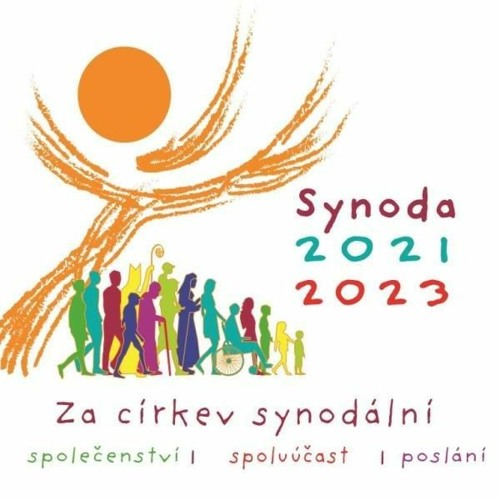 Synoda
2021
2023
Za církev synodální
společenství | spoluúčast | poslání